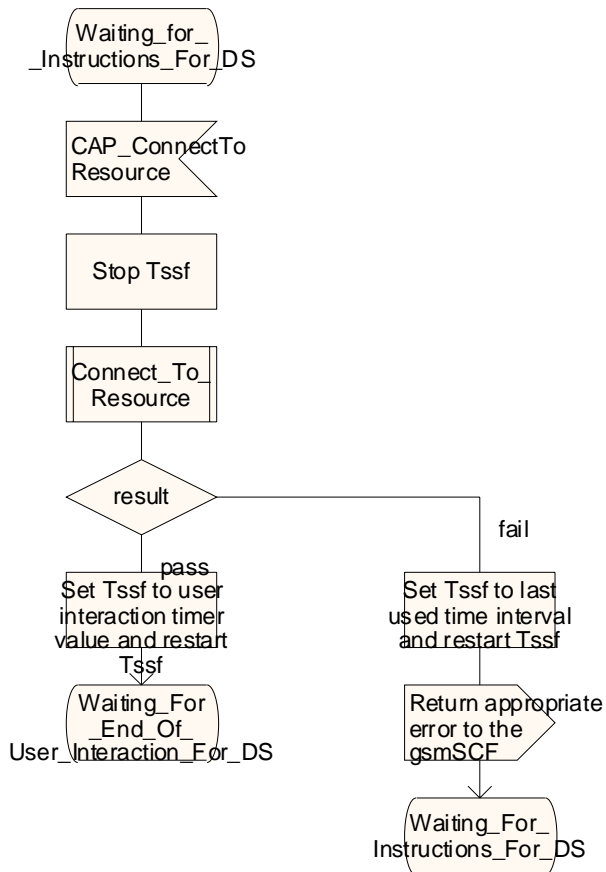 Waiting_for_
_Instructions_For_DS
CAP_ConnectTo
Resource
Stop Tssf
Connect_To_
Resource
result
fail
pass
Set Tssf to user
interaction timer
value and restart
Tssf
Set Tssf to last
used time interval
and restart Tssf
Waiting_For
_End_Of_
User_Interaction_For_DS
Return appropriate
error to the
gsmSCF
Waiting_For_
Instructions_For_DS